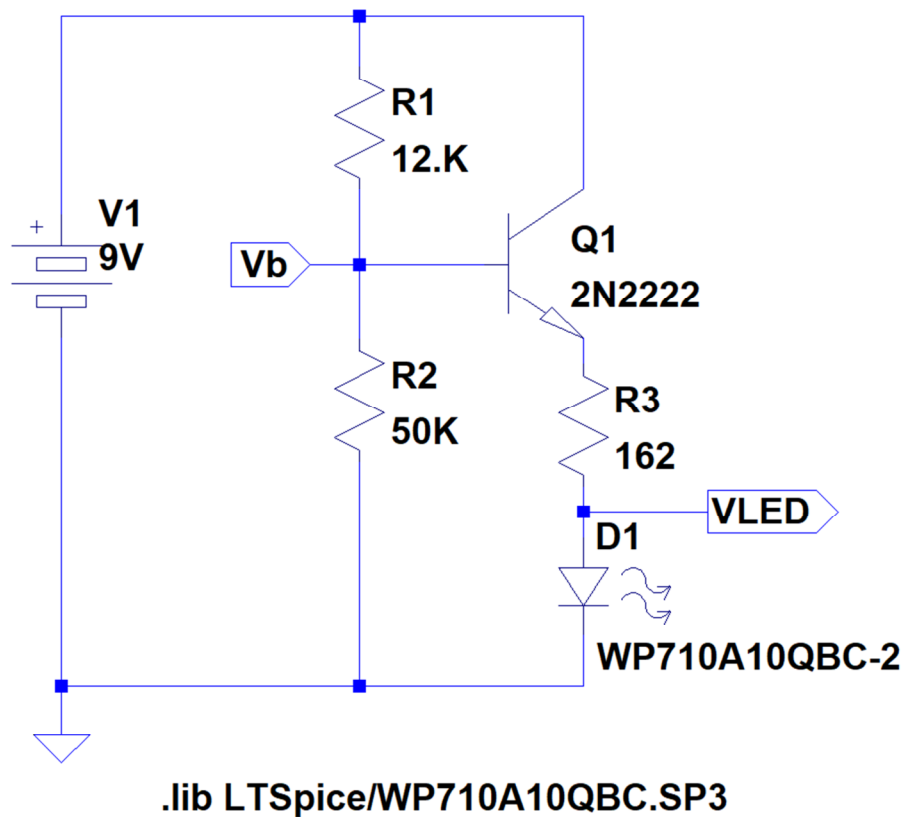 R1
12.K
V1
9V
+
Vb
Q1
2N2222
R2
50K
R3
162
VLED
D1
WP710A10QBC-2
.lib LTSpice/WP710A10QBC.SP3